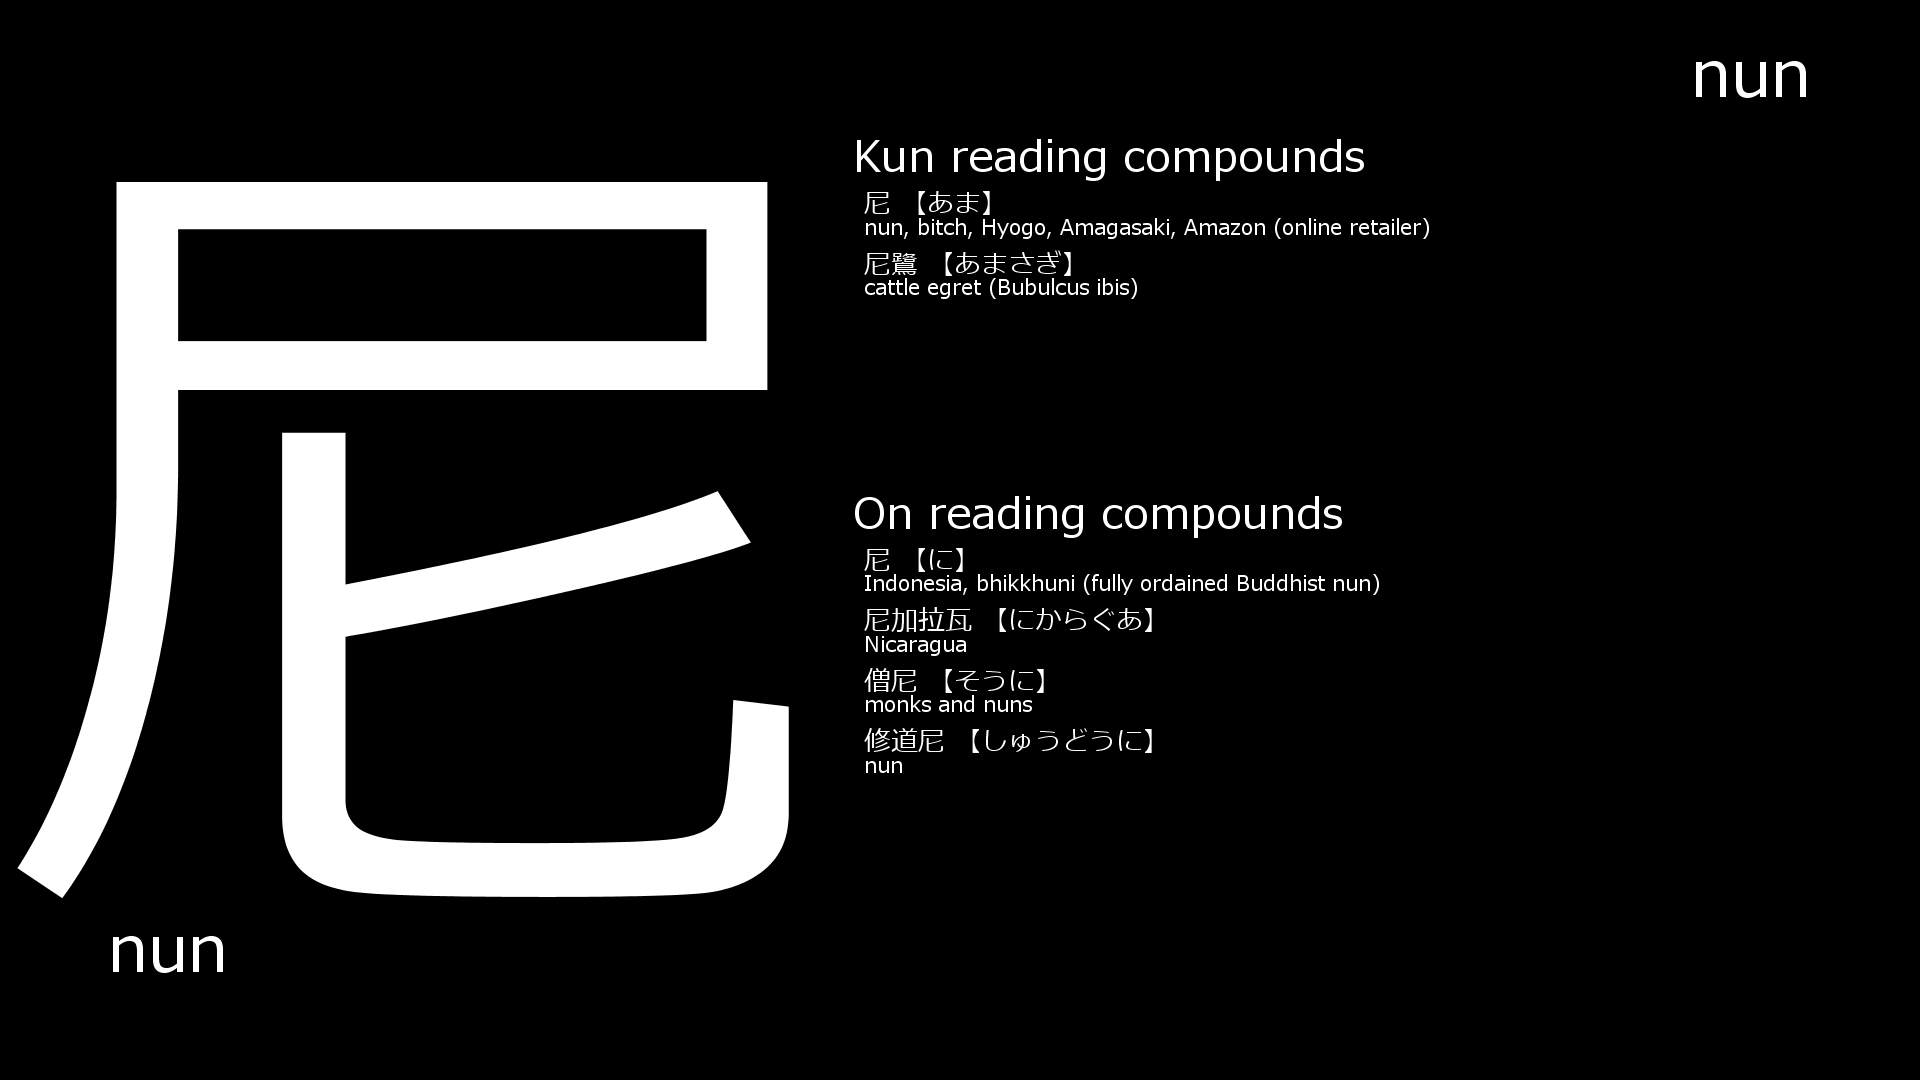 nun
尼
Kun reading compounds
尼 【あま】
nun, bitch, Hyogo, Amagasaki, Amazon (online retailer)
尼鷺 【あまさぎ】
cattle egret (Bubulcus ibis)
On reading compounds
尼 【に】
Indonesia, bhikkhuni (fully ordained Buddhist nun)
尼加拉瓦 【にからぐあ】
Nicaragua
僧尼 【そうに】
monks and nuns
修道尼 【しゅうどうに】
nun
nun